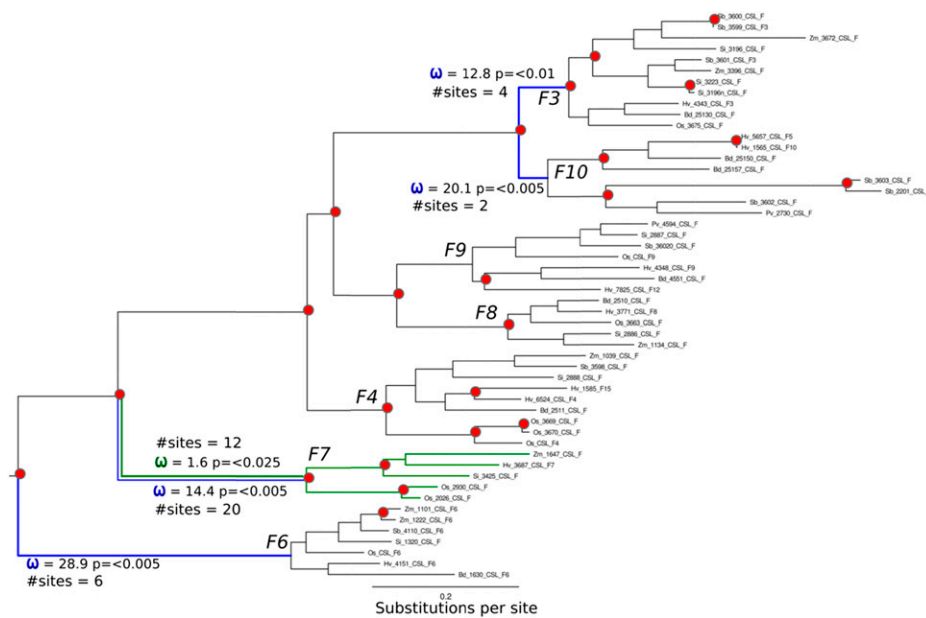 Sb_3600_CSL_F
Sb_3599_CSL_F3
Zm_3672_CSL_F
Si_3196_CSL_F
Sb_3601_CSL_F3
ω = 12.8 p=<0.01
Zm_3396_CSL_F
Si_3223_CSL_F
#sites = 4
F3
Si_3196n_CSL_F
Hv_4343_CSL_F3
Bd_25130_CSL_F
Os_3675_CSL_F
Hv_5657_CSL_F5
Hv_1565_CSL_F10
Bd_25150_CSL_F
F10
Bd_25157_CSL_F
Sb_3603_CSL_F
ω = 20.1 p=<0.005
Sb_2201_CSL
#sites = 2
Sb_3602_CSL_F
Pv_2730_CSL_F
Pv_4594_CSL_F
Si_2887_CSL_F
F9
Sb_36020_CSL_F
Os_CSL_F9
Hv_4348_CSL_F9
Bd_4551_CSL_F
Hv_7825_CSL_F12
Bd_2510_CSL_F
F8
Hv_3771_CSL_F8
Os_3663_CSL_F
Si_2886_CSL_F
Zm_1134_CSL_F
Zm_1039_CSL_F
Sb_3598_CSL_F
Si_2888_CSL_F
F4
Hv_1585_F15
Hv_6524_CSL_F4
Bd_2511_CSL_F
Os_3669_CSL_F
Os_3670_CSL_F
#sites = 12
Os_CSL_F4
F7
Zm_1647_CSL_F
ω = 1.6 p=<0.025
Hv_3687_CSL_F7
Si_3425_CSL_F
ω = 14.4 p=<0.005
Os_2930_CSL_F
Os_2026_CSL_F
#sites = 20
Zm_1101_CSL_F6
Zm_1222_CSL_F6
Sb_4110_CSL_F6
F6
Si_1320_CSL_F
Os_CSL_F6
ω = 28.9 p=<0.005
Hv_4151_CSL_F6
#sites = 6
Bd_1630_CSL_F6
0.2
Substitutions per site